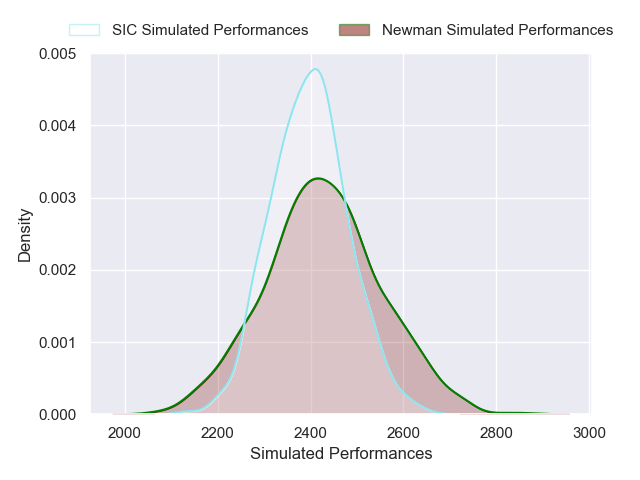 SIC Simulated Performances Newman Simulated Performances
0.005
0.004
0.003
0.002
0.001
0.000
Density
2000 2200 2400 2600 2800 3000
Simulated Performances